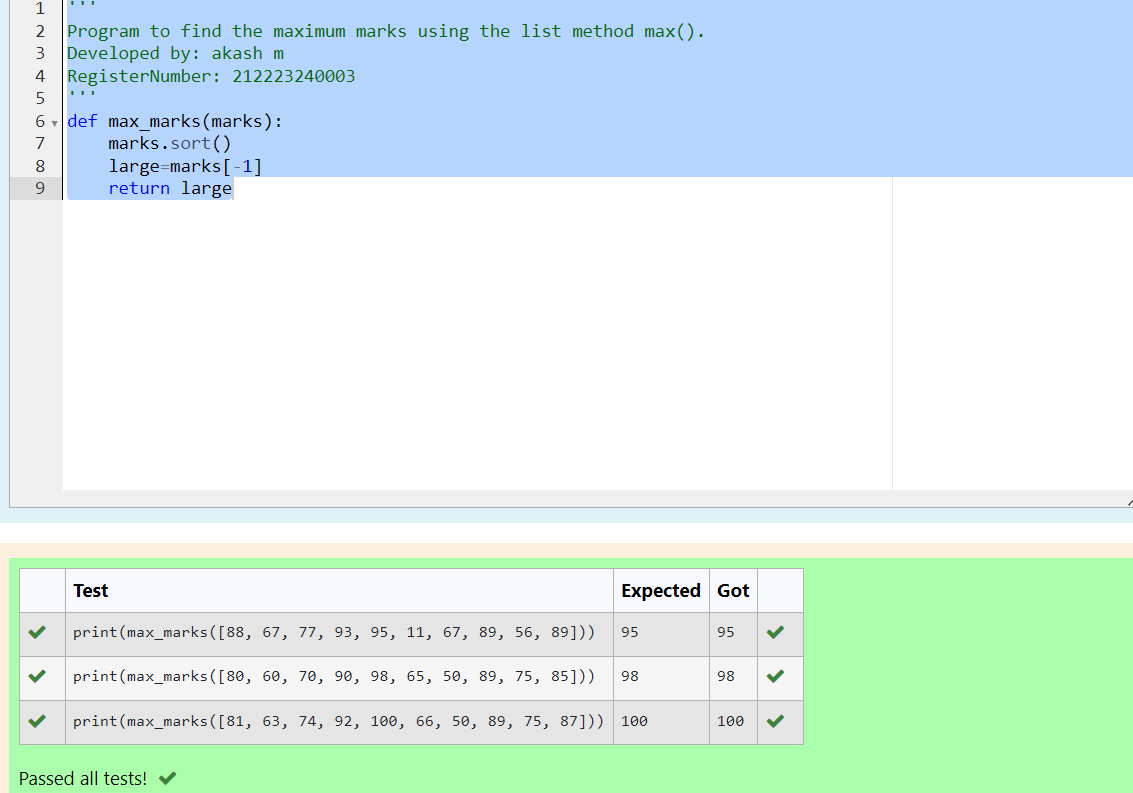 1 '''
2 Program to find the maximum marks using the list method max().
3 Developed by: akash m
4 RegisterNumber: 212223240003
5 '''
6 def max_marks(marks):
7     marks.sort()
8     large=marks[-1]
9     return large
Test Expected Got
print(max_marks([88, 67, 77, 93, 95, 11, 67, 89, 56, 89])) 95 95
print(max_marks([80, 60, 70, 90, 98, 65, 50, 89, 75, 85])) 98 98
print(max_marks([81, 63, 74, 92, 100, 66, 50, 89, 75, 87])) 100 100
Passed all tests!